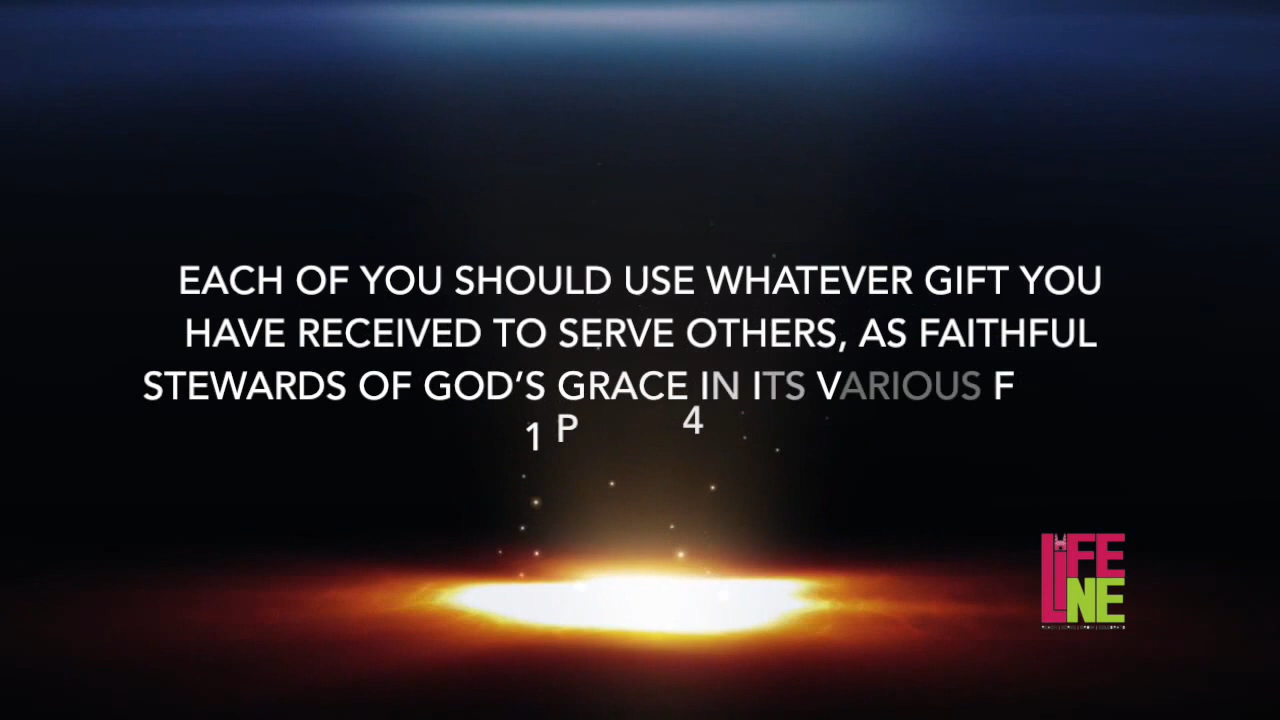 EACH OF YOU SHOULD USE WHATEVER GIFT YOU
HAVE RECEIVED TO SERVE OTHERS, AS FAITHFUL
STEWARDS OF GOD’S GRACE IN ITS VARIOUS F
1 P 4
LIFE
LINE